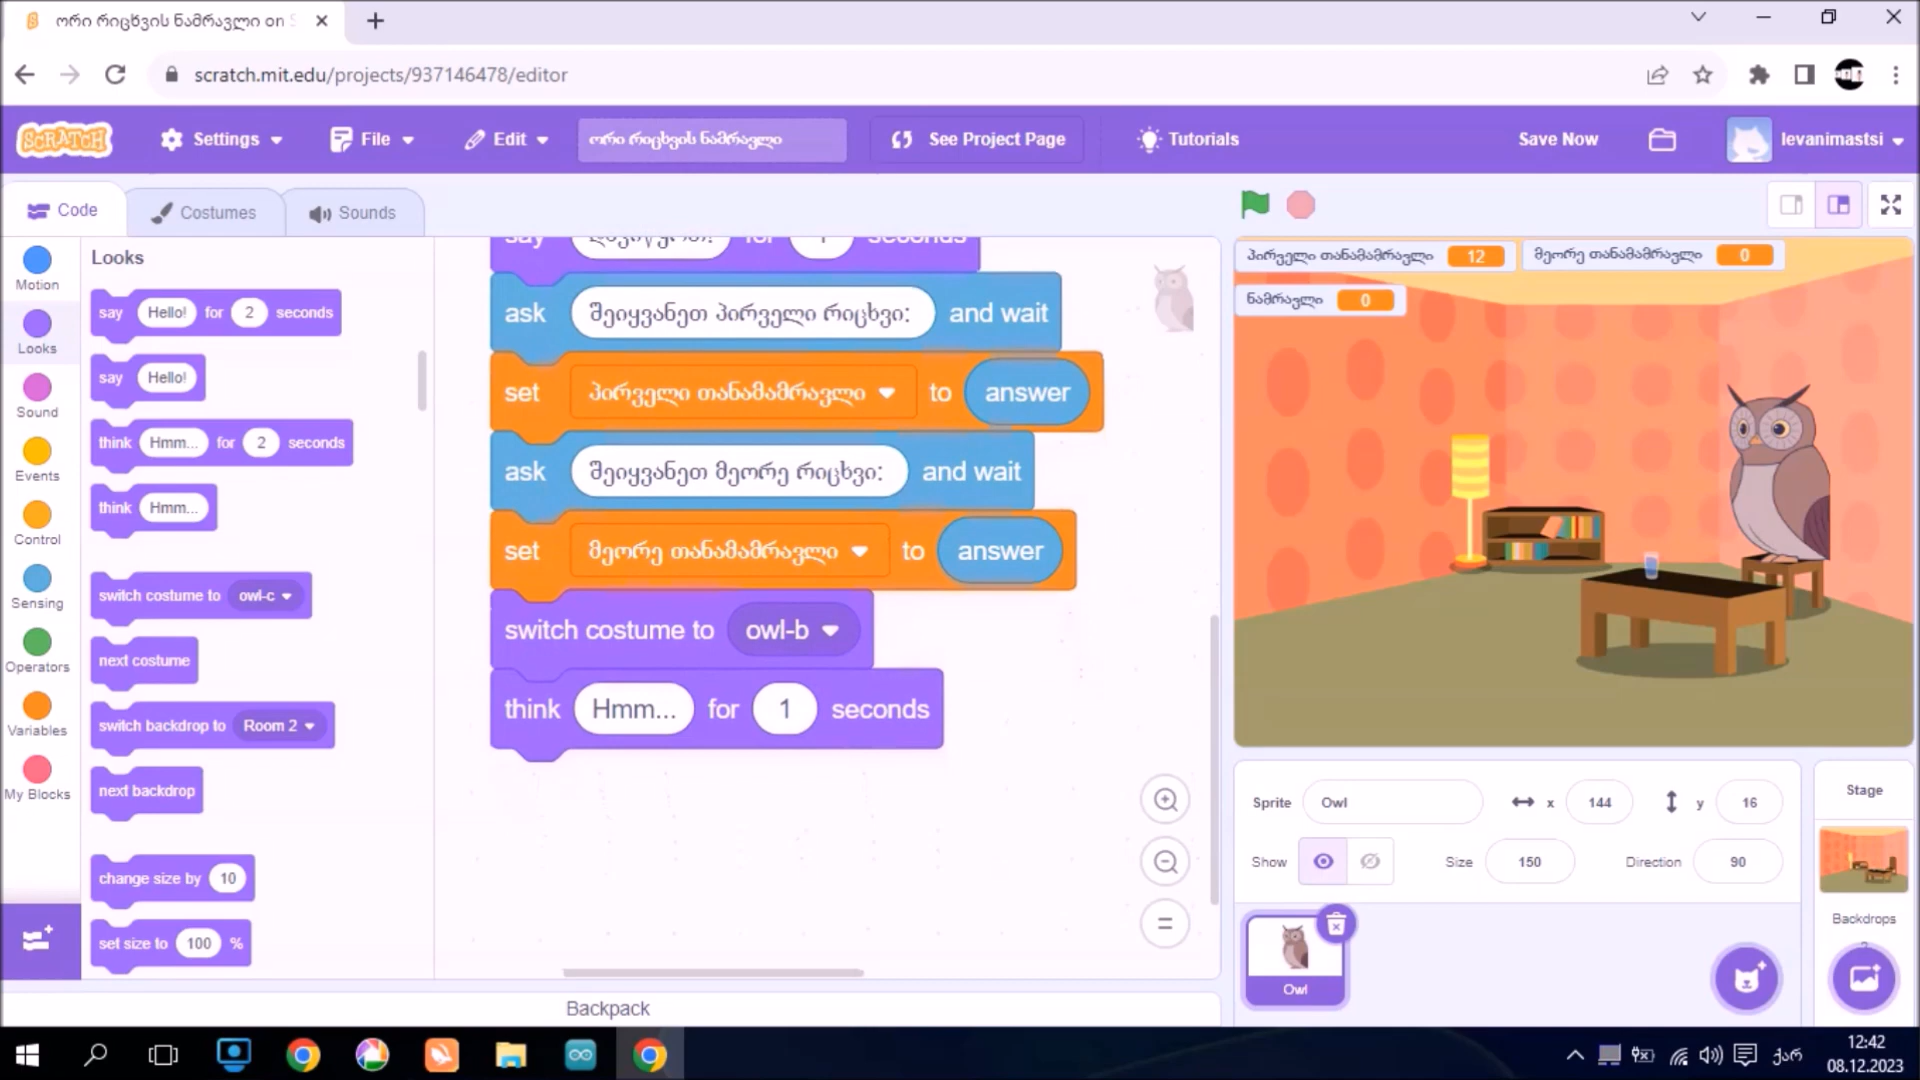 ორი რიცხვის ნამრავლი on S
scratch.mit.edu/projects/937146478/editor
SCRATCH
Settings
File
Edit
ორი რიცხვის ნამრავლი
See Project Page
Tutorials
Save Now
levanimastsi
Code
Costumes
Sounds
Motion
Looks
Sound
Events
Control
Sensing
Operators
Variables
My Blocks
Looks
say Hello! for 2 seconds
say Hello!
think Hmm... for 2 seconds
think Hmm...
switch costume to owl-c
next costume
switch backdrop to Room 2
next backdrop
change size by 10
set size to 100 %
say for 1 seconds
ask შეიყვანეთ პირველი რიცხვი: and wait
set პირველი თანამამრავლი to answer
ask შეიყვანეთ მეორე რიცხვი: and wait
set მეორე თანამამრავლი to answer
switch costume to owl-b
think Hmm... for 1 seconds
Backpack
პირველი თანამამრავლი 12
მეორე თანამამრავლი 0
ნამრავლი 0
Sprite Owl x 144 y 16
Show Size 150 Direction 90
Owl
Stage
Backdrops
ქარ
12:42
08.12.2023